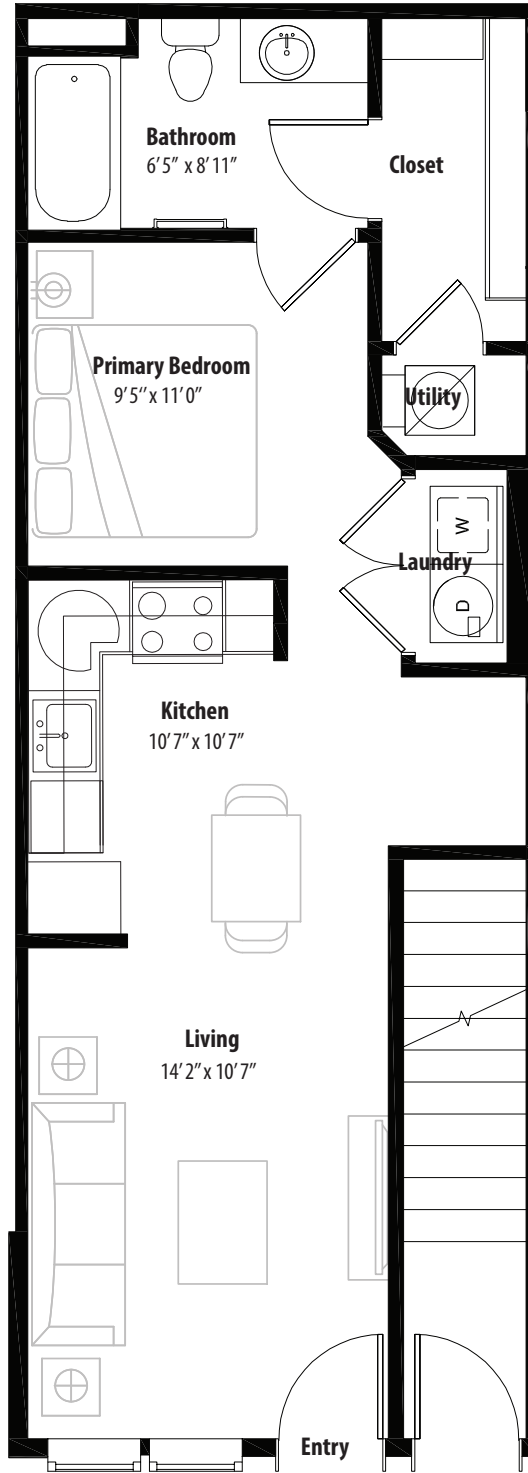 Bathroom
6’5” x 8’11”
Closet
Primary Bedroom
9’5’’ x 11’0”
Utility
W
Laundry
D
Kitchen
10’7” x 10’7”
Living
14’2” x 10’7”
Entry